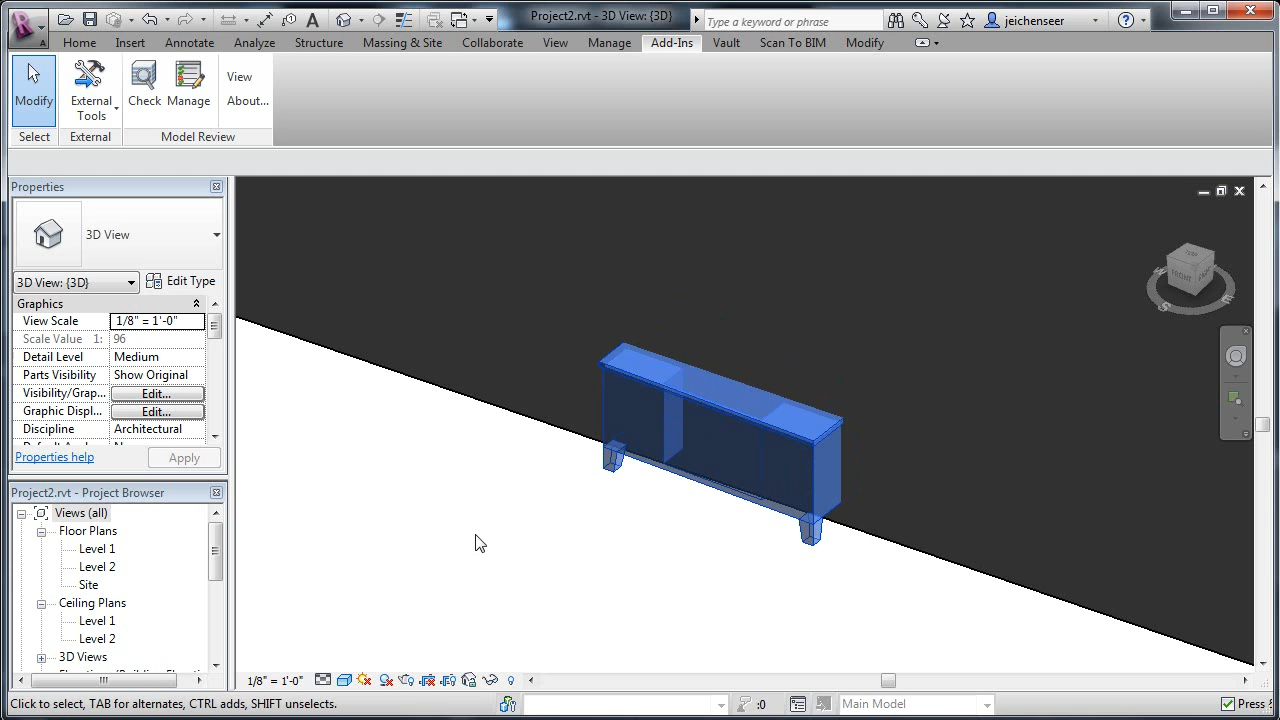 Project2.rvt - 3D View: {3D}
Type a keyword or phrase
jeichenseer
Home Insert Annotate Analyze Structure Massing & Site Collaborate View Manage Add-Ins Vault Scan To BIM Modify
Modify
External Tools
Check
Manage
View
About...
Select
External
Model Review
Properties
3D View
3D View: {3D}
Edit Type
Graphics
View Scale 1/8" = 1'-0"
Scale Value 1: 96
Detail Level Medium
Parts Visibility Show Original
Visibility/Grap... Edit...
Graphic Displ... Edit...
Discipline Architectural
Properties help
Apply
Project2.rvt - Project Browser
Views (all)
Floor Plans
Level 1
Level 2
Site
Ceiling Plans
Level 1
Level 2
3D Views
TOP
FRONT
W
S
E
1/8" = 1'-0"
Click to select, TAB for alternates, CTRL adds, SHIFT unselects.
:0
Main Model
Press